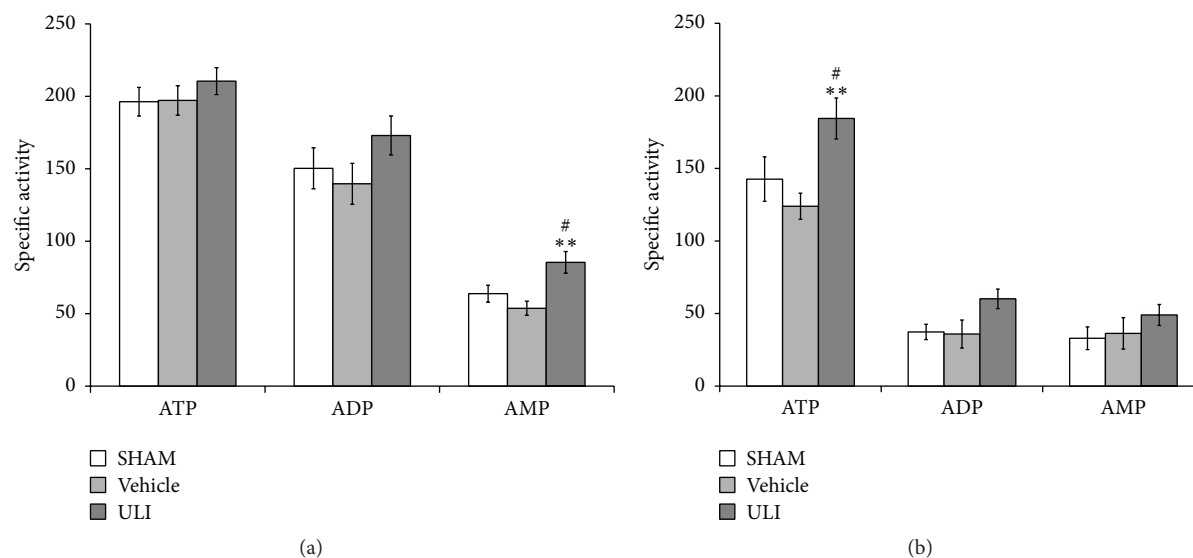 250
200
150
100
50
0
Specific activity
#
**
ATP
ADP
AMP
SHAM
Vehicle
ULI
(a)
250
200
150
100
50
0
Specific activity
#
**
ATP
ADP
AMP
SHAM
Vehicle
ULI
(b)